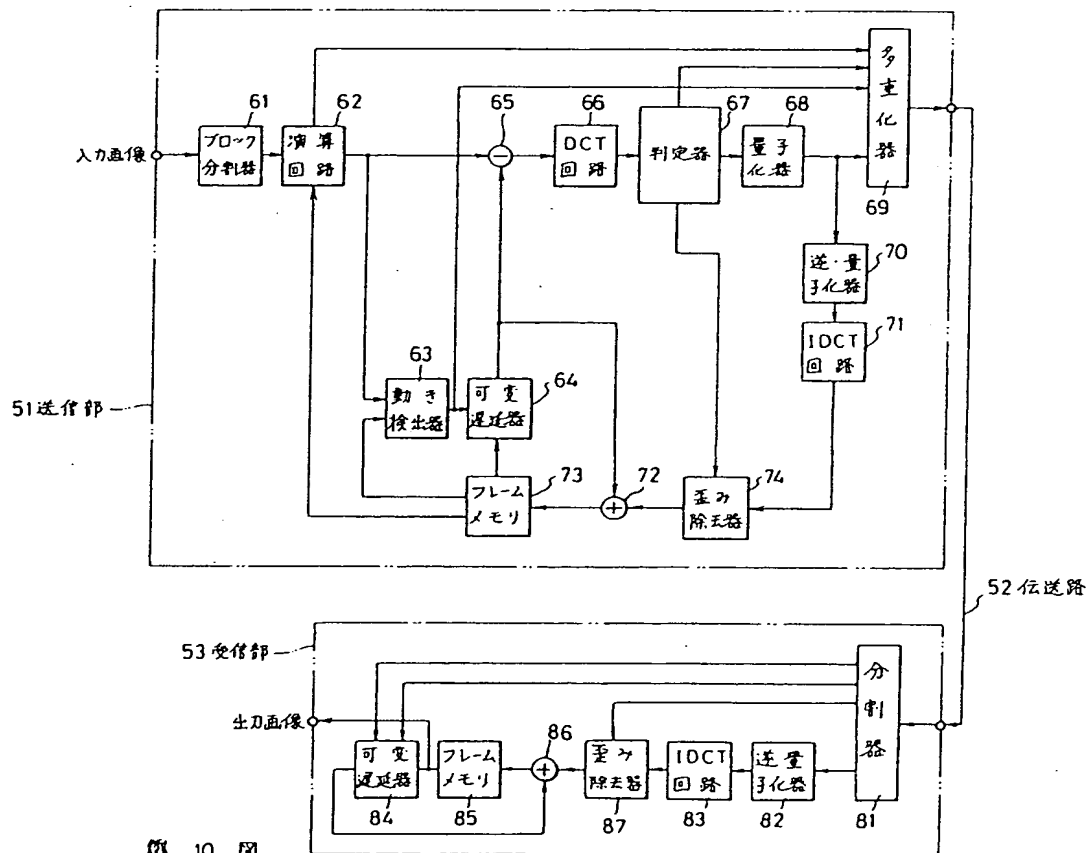 61
ブロック
分割器
62
演算
回路
入力画像
65
66
DCT
回路
67
判定器
68
量子
化器
多重化器
69
70
逆・量
子化器
71
IDCT
回路
63
動き
検出器
64
可変
遅延器
51送信部
73
フレーム
メモリ
72
74
歪み
除去器
52伝送路
53受信部
出力画像
可変
遅延器
84
フレーム
メモリ
85
86
歪み
除去器
87
IDCT
回路
83
逆量
子化器
82
分割器
81
第10図